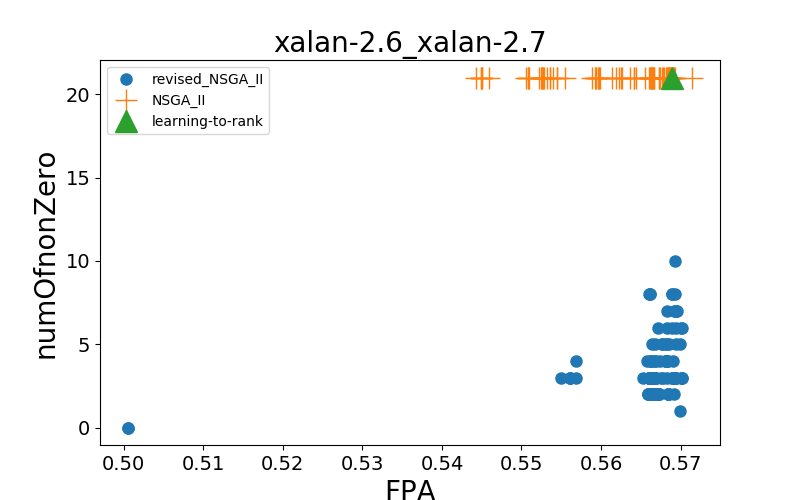 xalan-2.6_xalan-2.7
revised_NSGA_II
NSGA_II
learning-to-rank
numOfnonZero
20
15
10
5
0
0.50 0.51 0.52 0.53 0.54 0.55 0.56 0.57
FPA